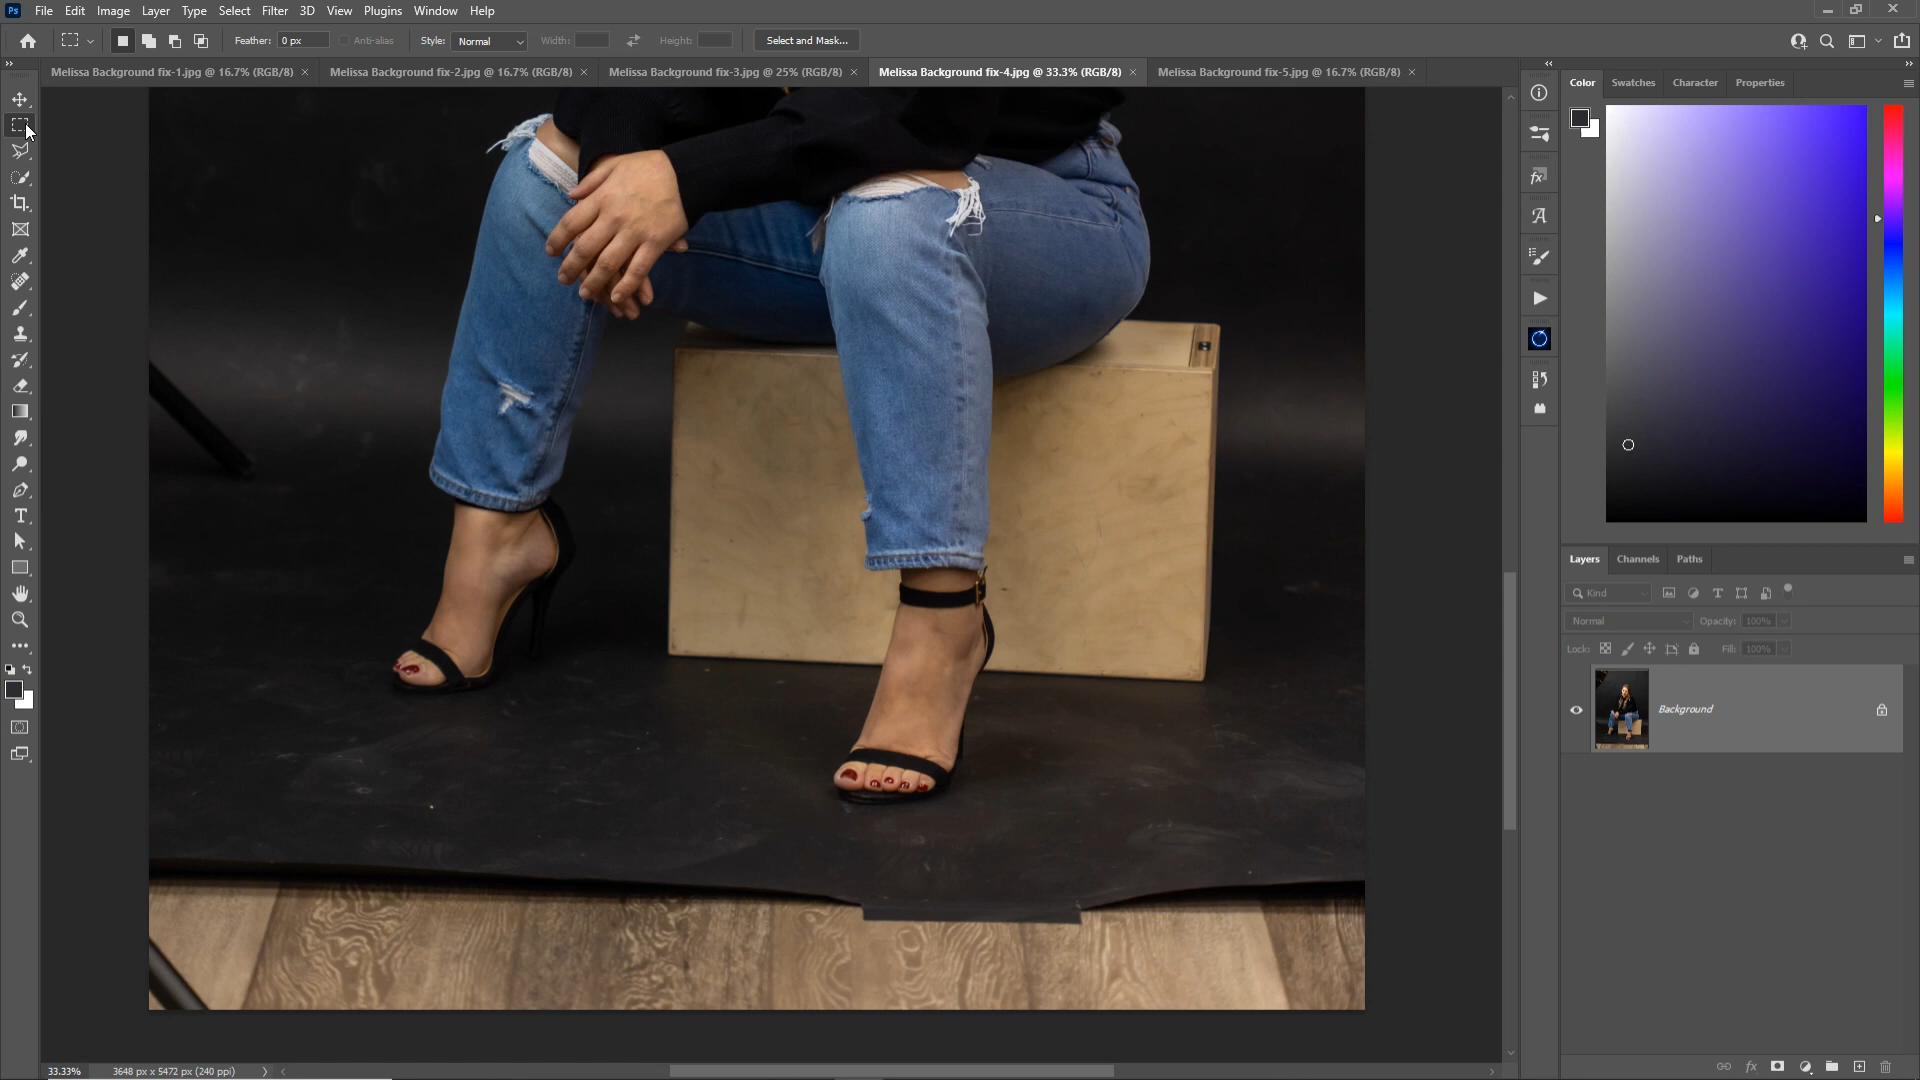 Ps File Edit Image Layer Type Select Filter 3D View Plugins Window Help
Feather: 0 px Anti-alias Style: Normal Width: Height: Select and Mask...
Melissa Background fix-1.jpg @ 16.7% (RGB/8) × Melissa Background fix-2.jpg @ 16.7% (RGB/8) × Melissa Background fix-3.jpg @ 25% (RGB/8) × Melissa Background fix-4.jpg @ 33.3% (RGB/8) × Melissa Background fix-5.jpg @ 16.7% (RGB/8) ×
Color Swatches Character Properties
Layers Channels Paths
Kind
Normal Opacity: 100%
Lock: Fill: 100%
Background
33.33% 3648 px x 5472 px (240 ppi)